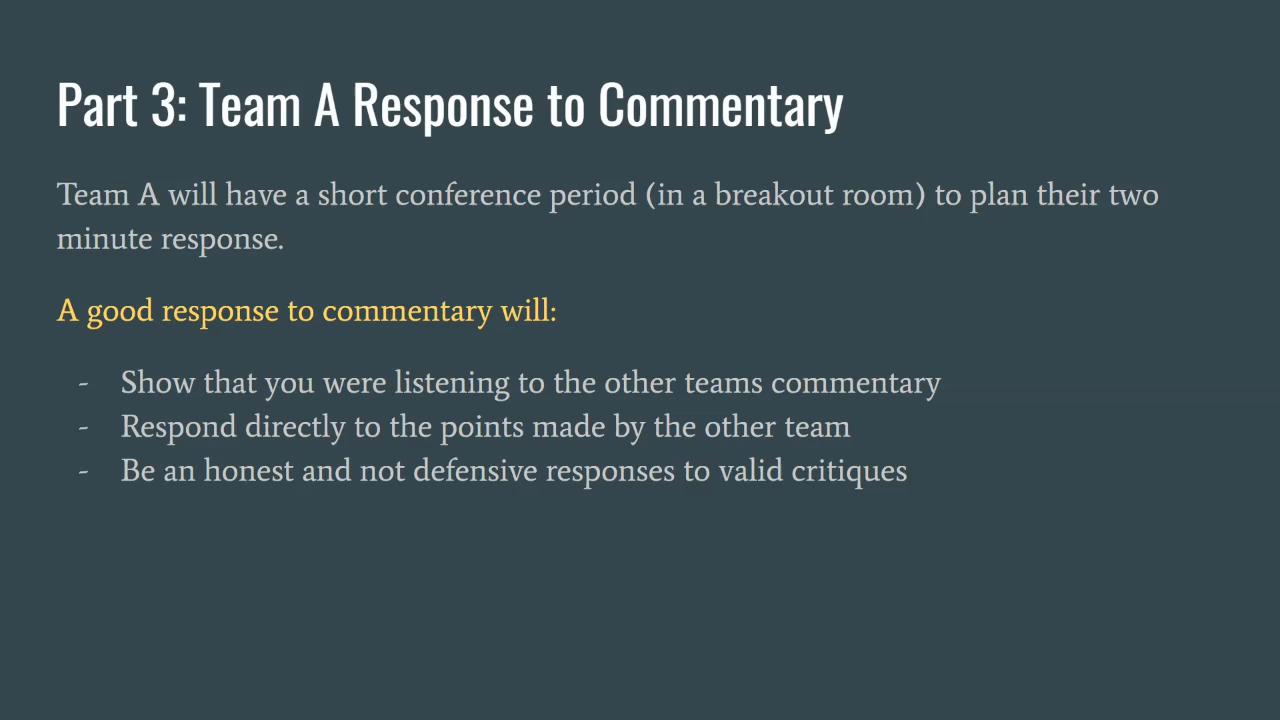 Part 3: Team A Response to Commentary
Team A will have a short conference period (in a breakout room) to plan their two
minute response.
A good response to commentary will:
- Show that you were listening to the other teams commentary
- Respond directly to the points made by the other team
- Be an honest and not defensive responses to valid critiques